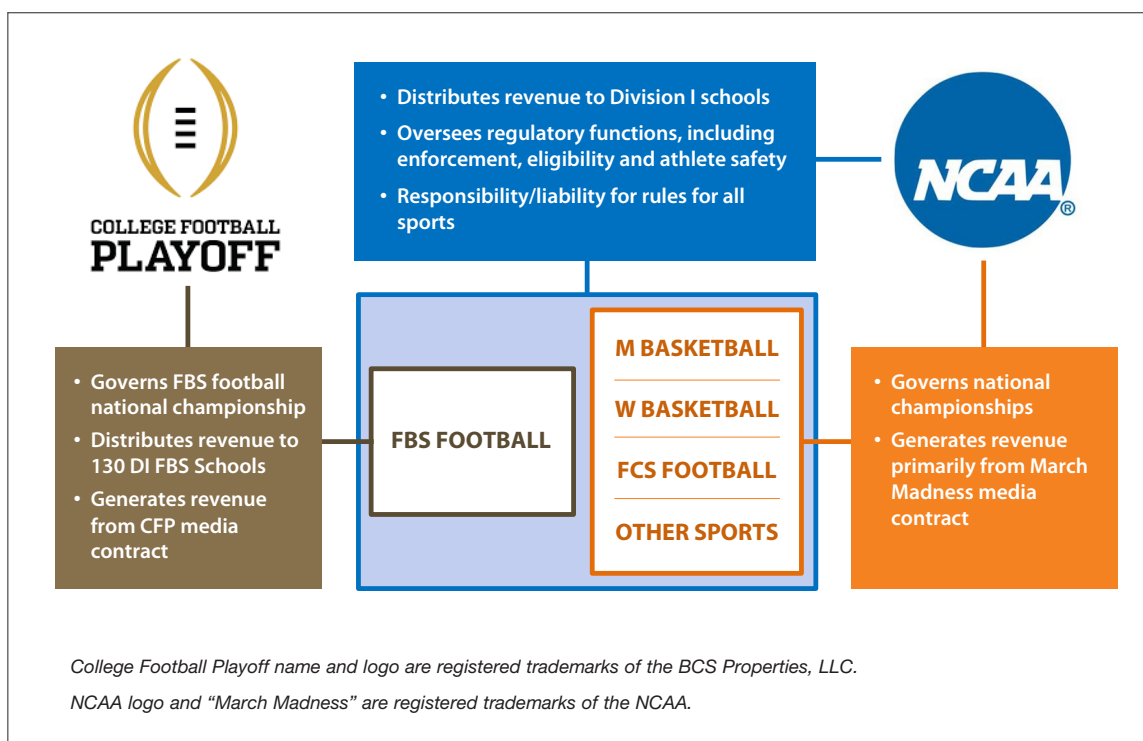 COLLEGE FOOTBALL
PLAYOFF
• Distributes revenue to Division I schools
• Oversees regulatory functions, including
enforcement, eligibility and athlete safety
• Responsibility/liability for rules for all
sports
NCAA®
• Governs FBS football
national championship
• Distributes revenue to
130 DI FBS Schools
• Generates revenue
from CFP media
contract
FBS FOOTBALL
M BASKETBALL
W BASKETBALL
FCS FOOTBALL
OTHER SPORTS
• Governs national
championships
• Generates revenue
primarily from March
Madness media
contract
College Football Playoff name and logo are registered trademarks of the BCS Properties, LLC.
NCAA logo and “March Madness” are registered trademarks of the NCAA.